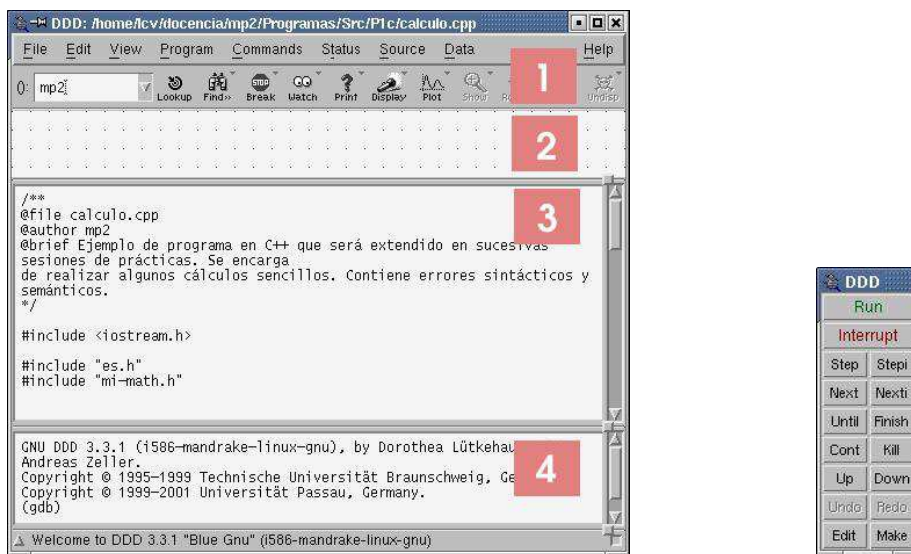 DDD: /home/lcv/docencia/mp2/Programas/Src/P1c/calculo.cpp
File Edit View Program Commands Status Source Data Help
(): mp2 Lookup Find» Break Watch Print Display Plot Show Undisp
1
2
3
/**
@file calculo.cpp
@author mp2
@brief Ejemplo de programa en C++ que será extendido en sucesivas
sesiones de prácticas. Se encarga
de realizar algunos cálculos sencillos. Contiene errores sintácticos y
semánticos.
*/
#include <iostream.h>
#include "es.h"
#include "mi-math.h"
4
GNU DDD 3.3.1 (i586-mandrake-linux-gnu), by Dorothea
Andreas Zeller.
Copyright © 1995-1999 Technische Universität Braunschweig,
Copyright © 1999-2001 Universität Passau, Germany.
(gdb)
Welcome to DDD 3.3.1 "Blue Gnu" (i586-mandrake-linux-gnu)
DDD
Run
Interrupt
Step Stepi
Next Nexti
Until Finish
Cont Kill
Up Down
Undo Redo
Edit Make